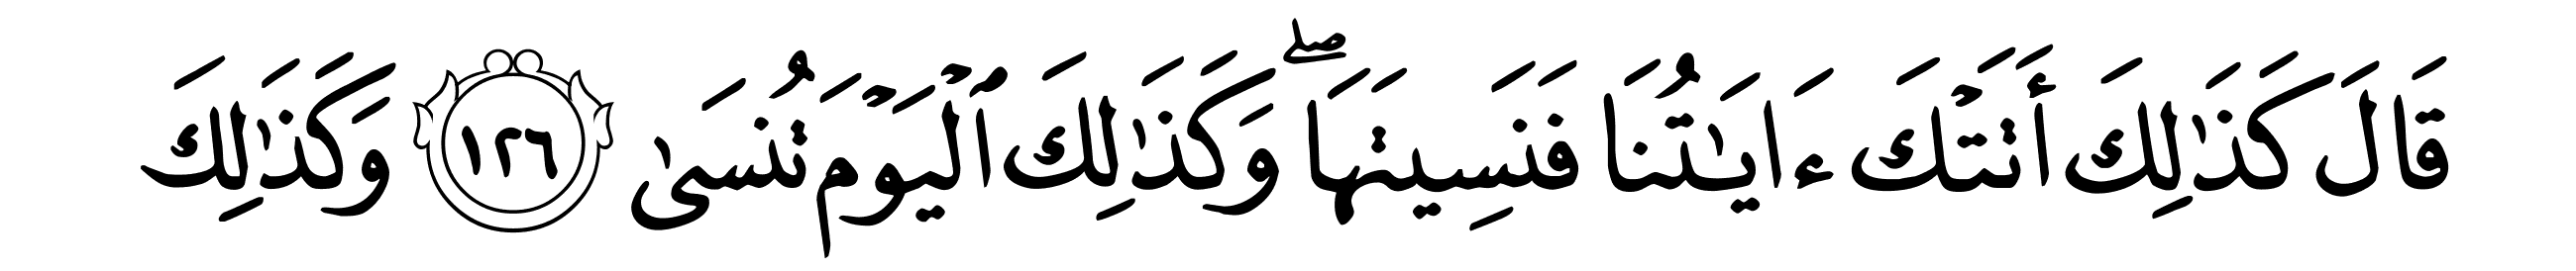 قَالَ كَذَٰلِكَ أَتَتْكَ ءَايَٰتُنَا فَنَسِيتَهَا ۖ وَكَذَٰلِكَ ٱلْيَوْمَ تُنسَىٰ ١٢٦ وَكَذَٰلِكَ